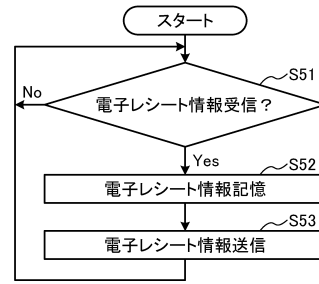 スタート
S51
No
電子レシート情報受信？
Yes
S52
電子レシート情報記憶
S53
電子レシート情報送信